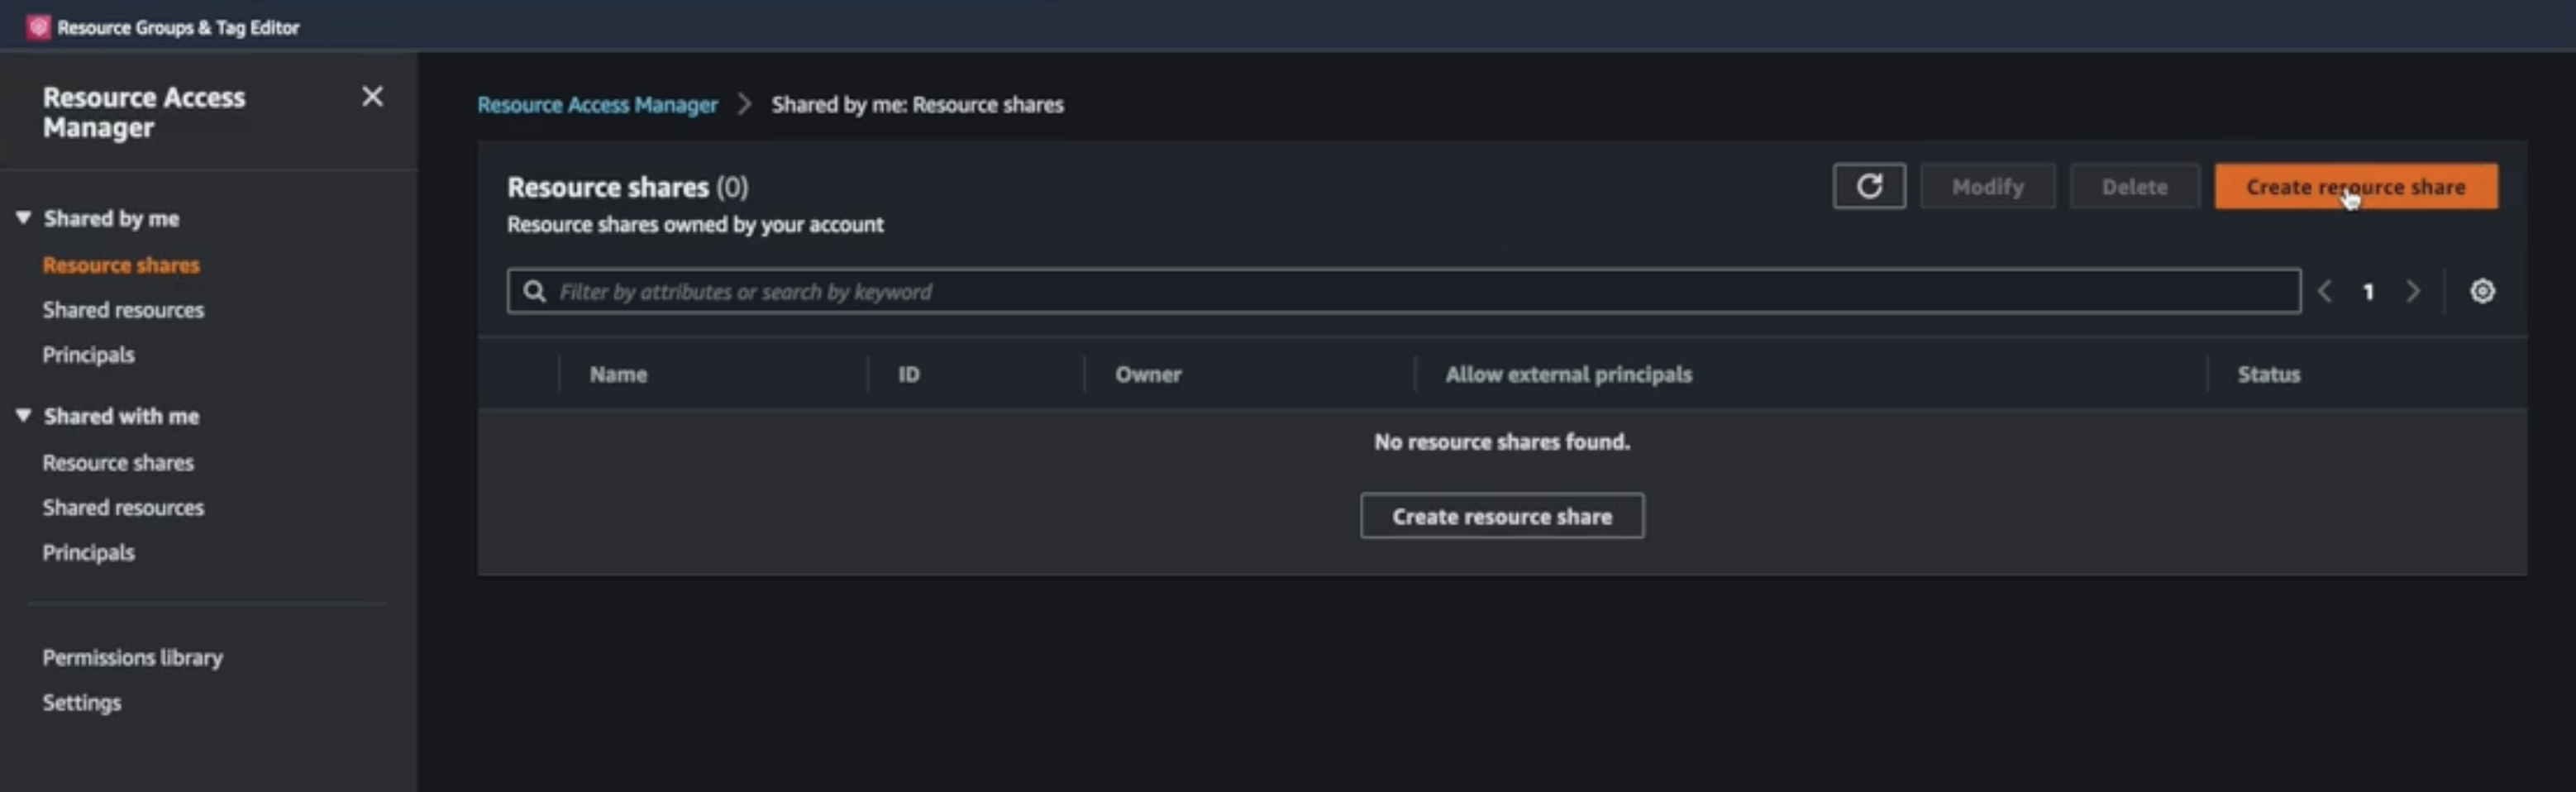 Resource Groups & Tag Editor
Resource Access
Manager
Shared by me
Resource shares
Shared resources
Principals
Shared with me
Resource shares
Shared resources
Principals
Permissions library
Settings
Resource Access Manager > Shared by me: Resource shares
Resource shares (0)
Resource shares owned by your account
Modify
Delete
Create resource share
Filter by attributes or search by keyword
1
Name ID Owner Allow external principals Status
No resource shares found.
Create resource share